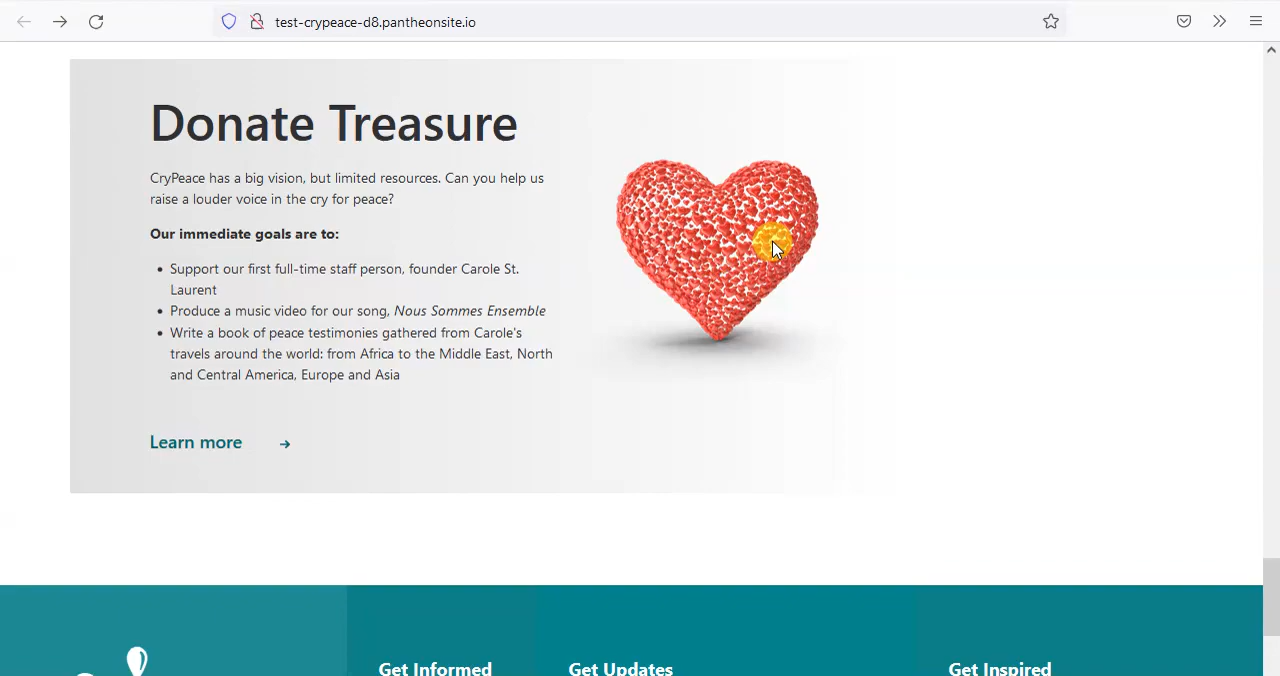 test-crypeace-d8.pantheonsite.io
Donate Treasure
CryPeace has a big vision, but limited resources. Can you help us
raise a louder voice in the cry for peace?
Our immediate goals are to:
• Support our first full-time staff person, founder Carole St.
Laurent
• Produce a music video for our song, Nous Sommes Ensemble
• Write a book of peace testimonies gathered from Carole's
travels around the world: from Africa to the Middle East, North
and Central America, Europe and Asia
Learn more →
Get Informed
Get Updates
Get Inspired